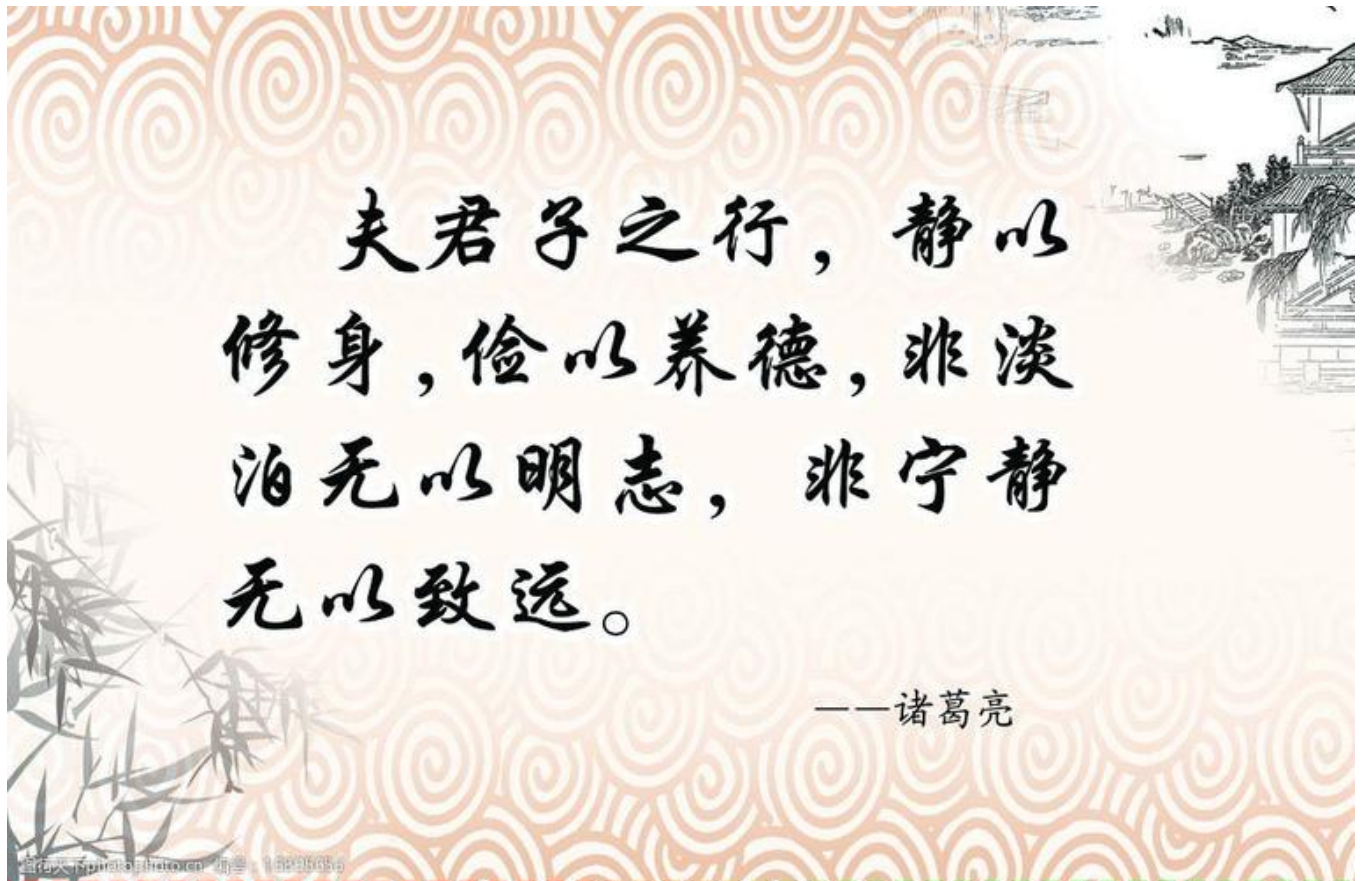 夫君子之行，静以
修身，俭以养德，非淡
泊无以明志，非宁静
无以致远。
——诸葛亮